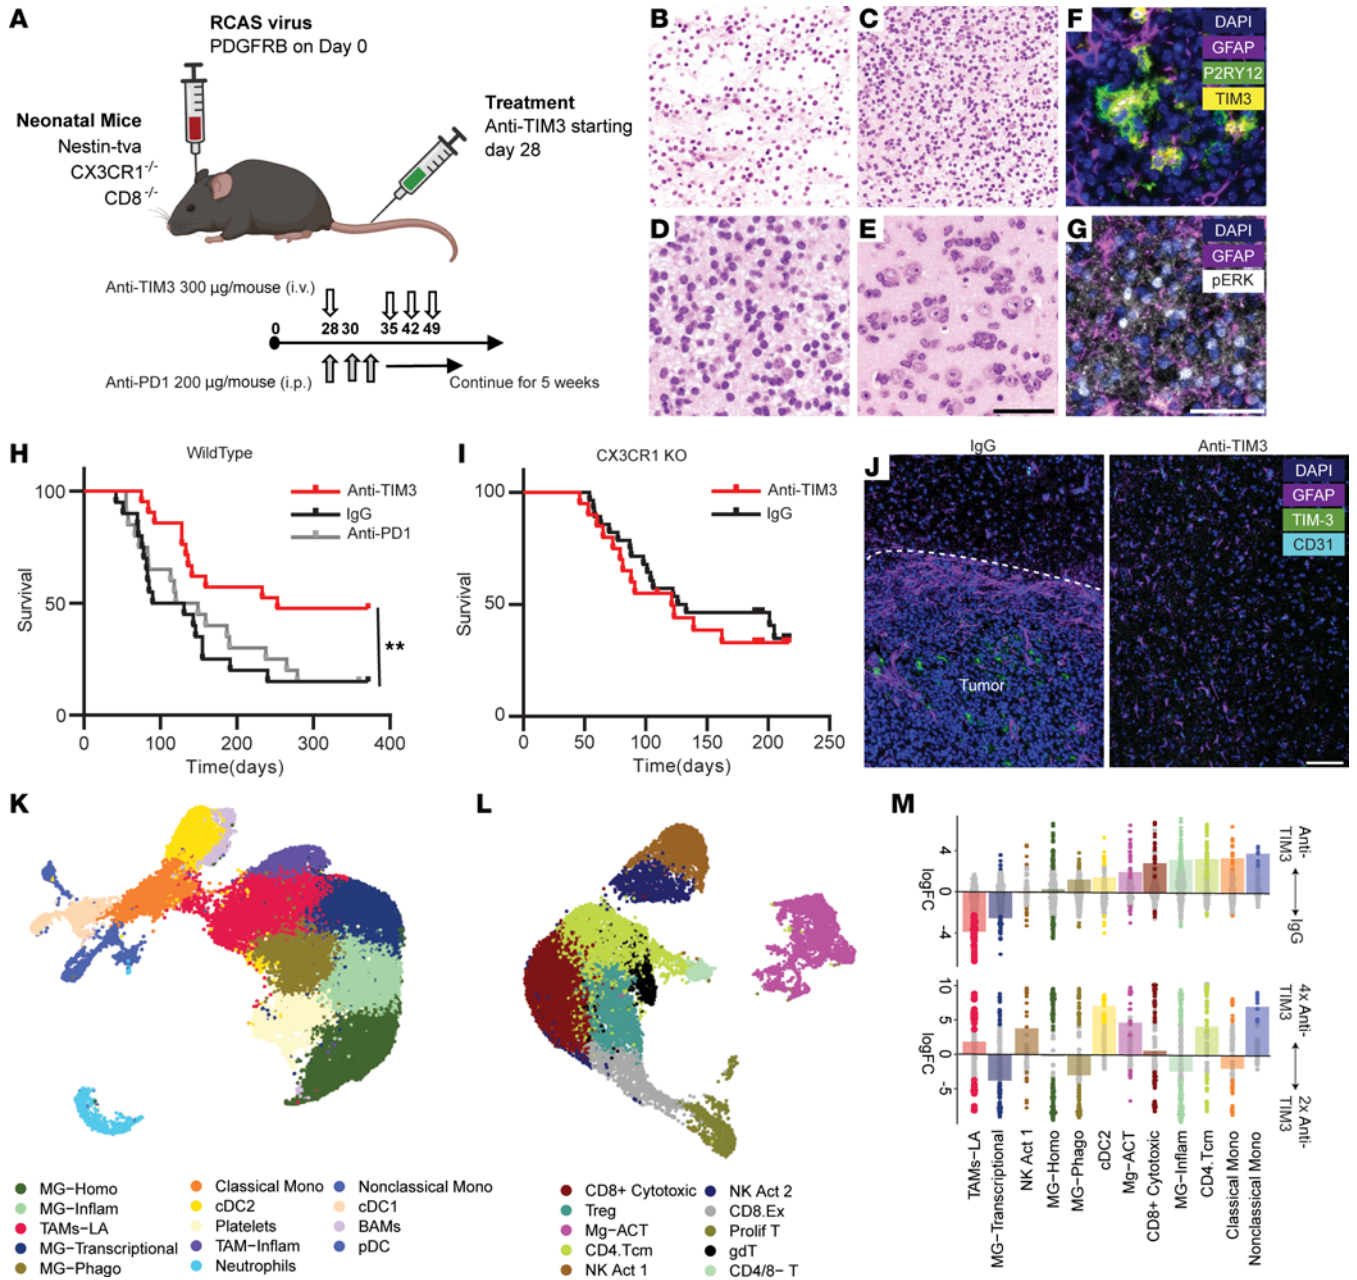 A
RCAS virus
PDGFRB on Day 0
Neonatal Mice
Nestin-tva
CX3CR1-/-
CD8-/-
Treatment
Anti-TIM3 starting
day 28
Anti-TIM3 300 µg/mouse (i.v.)
0
28 30 35 42 49
Anti-PD1 200 µg/mouse (i.p.)
Continue for 5 weeks
B
C
D
E
F
DAPI
GFAP
P2RY12
TIM3
G
DAPI
GFAP
pERK
H
WildType
Anti-TIM3
IgG
Anti-PD1
**
Survival
100
50
0
0 100 200 300 400
Time(days)
I
CX3CR1 KO
Anti-TIM3
IgG
Survival
100
50
0
0 50 100 150 200 250
Time(days)
J
IgG
Anti-TIM3
Tumor
DAPI
GFAP
TIM-3
CD31
K
MG−Homo
MG−Inflam
TAMs−LA
MG−Transcriptional
MG−Phago
Classical Mono
cDC2
Platelets
TAM−Inflam
Neutrophils
Nonclassical Mono
cDC1
BAMs
pDC
L
CD8+ Cytotoxic
Treg
Mg−ACT
CD4.Tcm
NK Act 1
NK Act 2
CD8.Ex
Prolif T
gdT
CD4/8− T
M
logFC
4
0
4
Anti-
TIM3
IgG
logFC
10
5
0
-5
4x Anti-
TIM3
2x Anti-
TIM3
TAMs−LA
MG−Transcriptional
NK Act 1
MG−Homo
MG−Phago
cDC2
Mg−ACT
CD8+ Cytotoxic
MG−Inflam
CD4.Tcm
Classical Mono
Nonclassical Mono